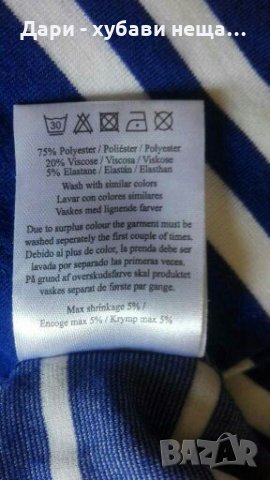 Дари - хубави неща...
30
75% Polyester / Poliéster / Polyester
20% Viscose / Viscosa / Viskose
5% Elastane / Elastán / Elasthan
Wash with similar colors
Lavar con colores similares
Vaskes med lignende farver
Due to surplus colour the garment must be
washed seperately the first couple of times.
Debido al plus de color, la prenda debe ser
lavada por separado las primeras veces.
På grund af overskudsfarve skal produktet
vaskes separat de første par gange.
Max shrinkage 5% /
Encoge max 5% / Krymp max 5%
BAZAR